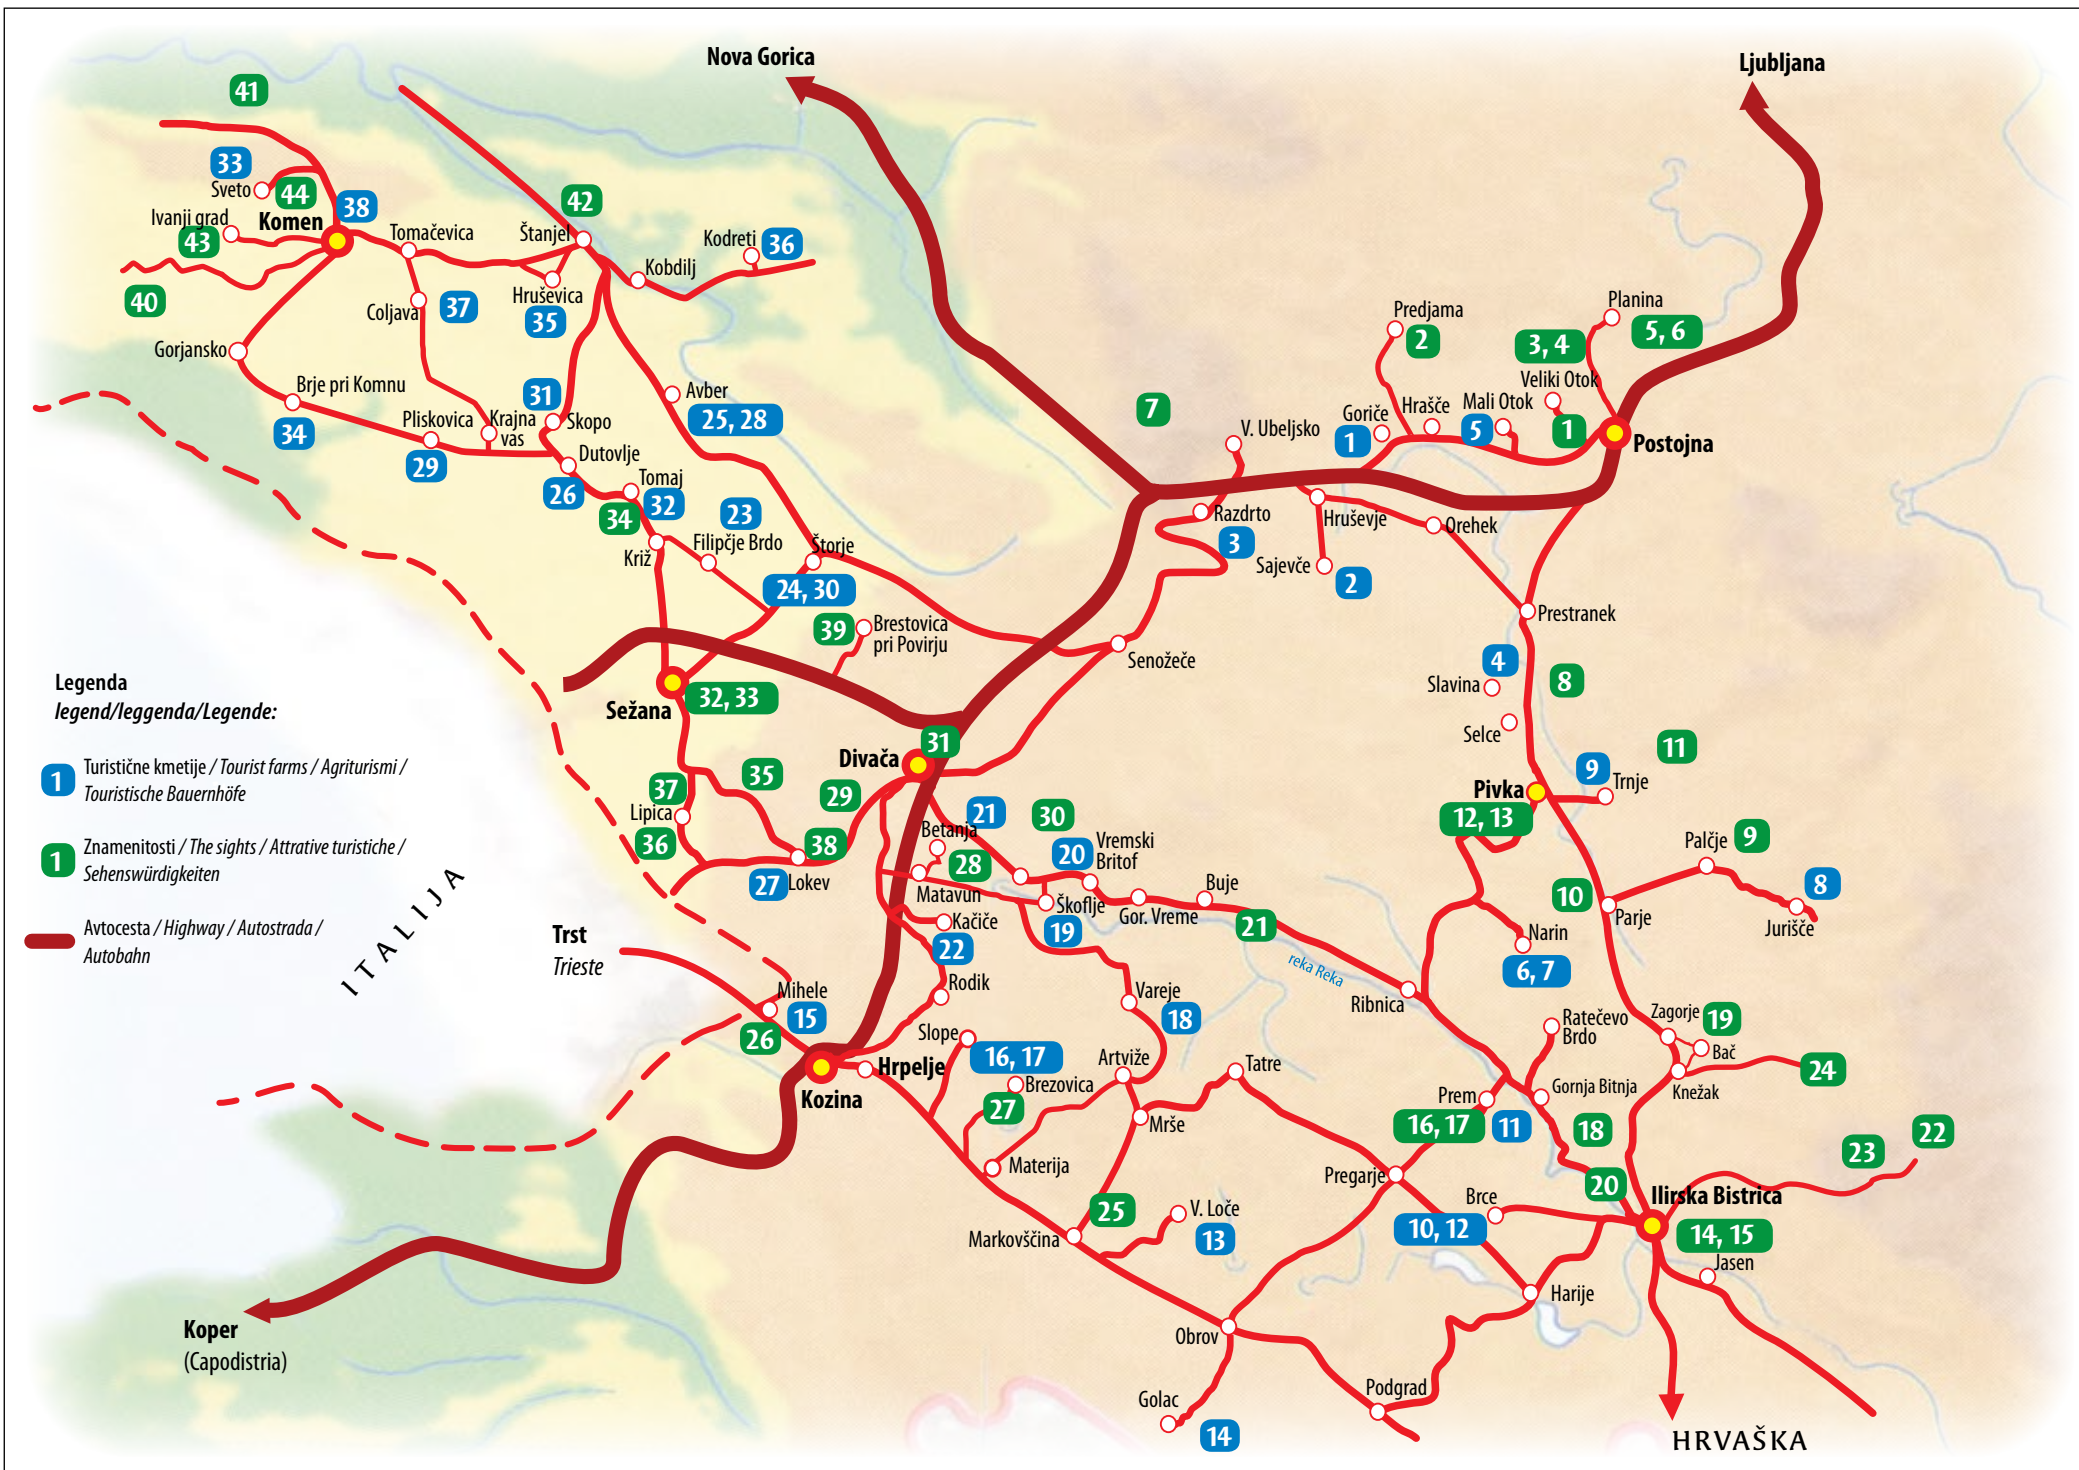 Nova Gorica
Ljubljana
41
33
Sveto
44
38
Ivanji grad
Komen
43
40
Tomačevica
42
Štanjel
Kodreti
36
Kobdilj
Hruševica
35
Coljava
37
Gorjansko
Brje pri Komnu
34
Pliskovica
29
Krajna
vas
31
Skopo
Avber
25, 28
Dutovlje
26
Tomaj
32
34
23
Filipčje Brdo
Križ
Štorje
24, 30
39
Brestovica
pri Povirju
7
V. Ubeljsko
Predjama
2
Planina
5, 6
3, 4
Veliki Otok
Goriče
1
Hrašče
Mali Otok
5
1
Postojna
Razdrto
3
Hruševje
Orehek
Sajevče
2
Prestranek
Senožeče
4
Slavina
8
Selce
11
9
Trnje
Pivka
12, 13
Palčje
9
8
Jurišče
10
Parje
Narin
6, 7
Legenda
legend/leggenda/Legende:
1
Turistične kmetije / Tourist farms / Agriturismi /
Touristische Bauernhöfe
1
Znamenitosti / The sights / Attrative turistiche /
Sehenswürdigkeiten
Avtocesta / Highway / Autostrada /
Autobahn
ITALIJA
Sežana
32, 33
Divača
31
37
35
29
Lipica
36
38
27
Lokev
21
Betanja
30
28
20
Vremski
Britof
Matavun
Škoflje
19
Gor. Vreme
Buje
21
Kačiče
22
Rodik
reka Reka
Ribnica
Trst
Trieste
Mihele
15
26
Slope
16, 17
Hrpelje
Kozina
Brezovica
27
Vareje
18
Artviže
Tatre
Mrše
Materija
25
V. Loče
13
Markovščina
Ratečevo
Brdo
Zagorje
19
Bač
Knežak
24
Gornja Bitnja
Prem
16, 17
11
18
20
23
22
Pregarje
Brce
10, 12
Ilirska Bistrica
14, 15
Jasen
Harije
Obrov
Golac
14
Podgrad
Koper
(Capodistria)
HRVAŠKA